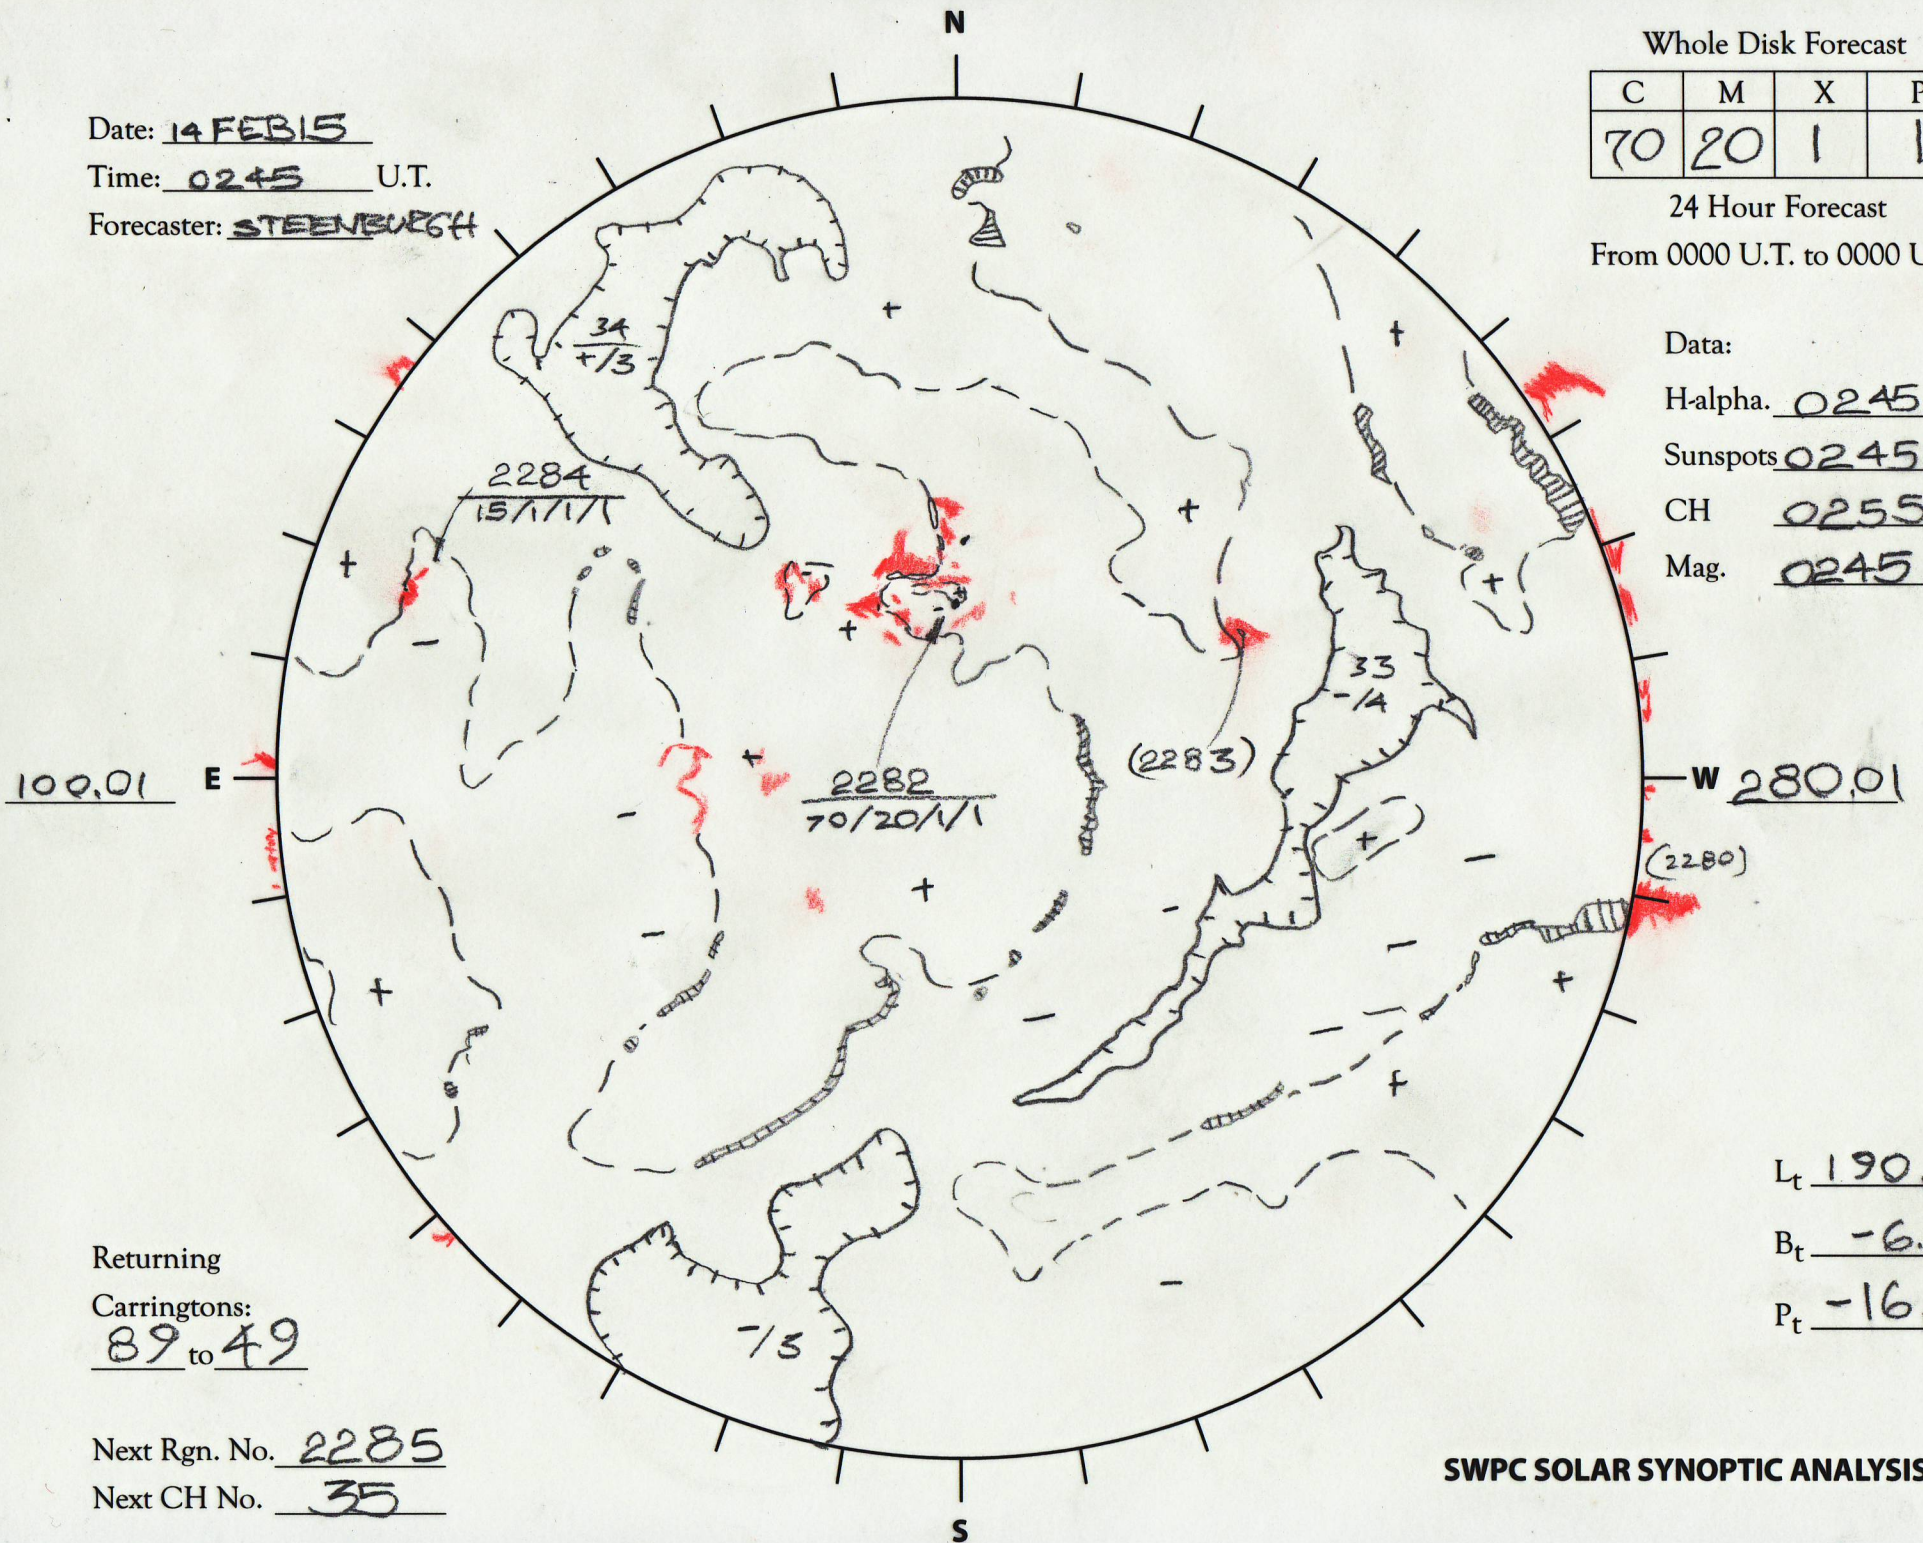 N
Whole Disk Forecast
C M X P
70 20 1 1
24 Hour Forecast
From 0000 U.T. to 0000 U
Date: 14 FEB 15
Time: 0245 U.T.
Forecaster: STEENBURGH
Data:
H-alpha. 0245
Sunspots 0245
CH 0255
Mag. 0245
34
+/3
2284
15/1/1/1
33
-/4
(2283)
2282
70/20/1/1
100.01 E
W 280.01
(2280)
-/3
Lt 190.
Bt -6.
Pt -16
Returning
Carringtons:
89 to 49
Next Rgn. No. 2285
Next CH No. 35
SWPC SOLAR SYNOPTIC ANALYSIS
S